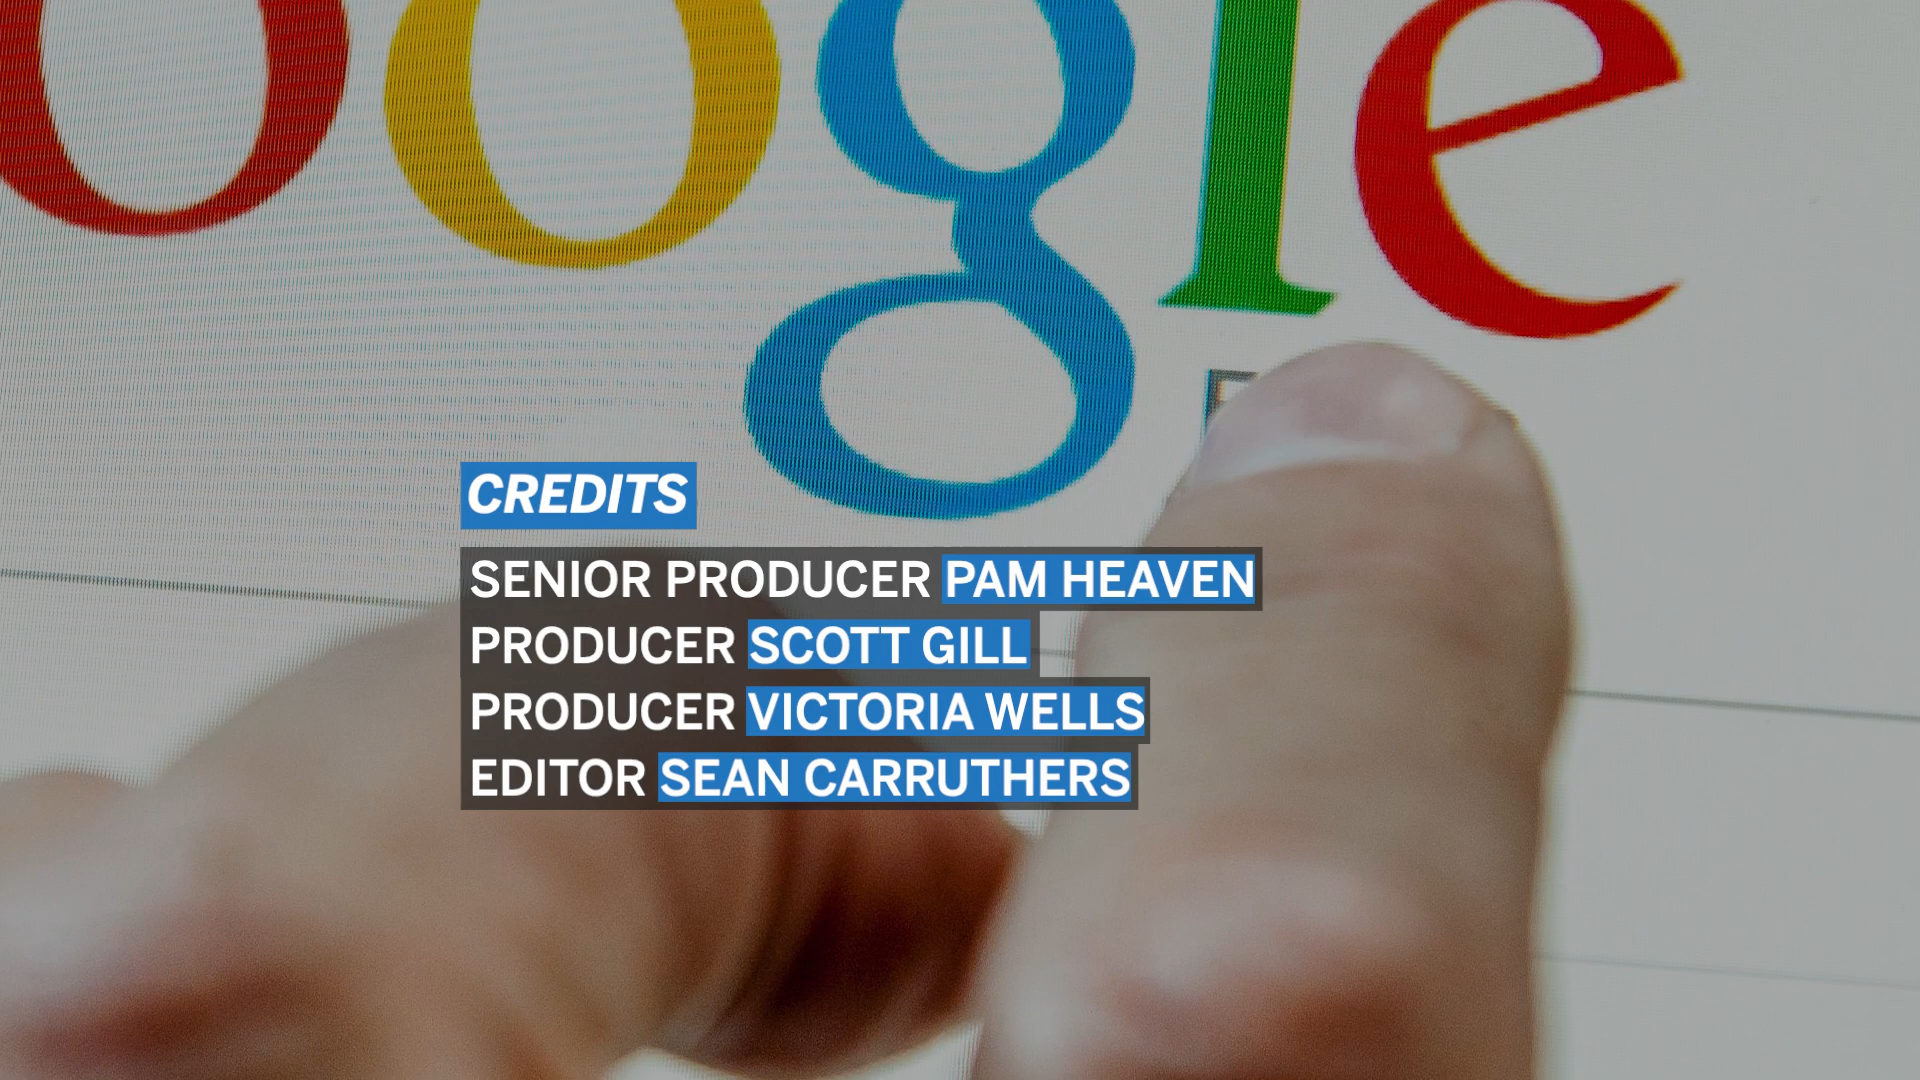 oogle
CREDITS
SENIOR PRODUCER PAM HEAVEN
PRODUCER SCOTT GILL
PRODUCER VICTORIA WELLS
EDITOR SEAN CARRUTHERS